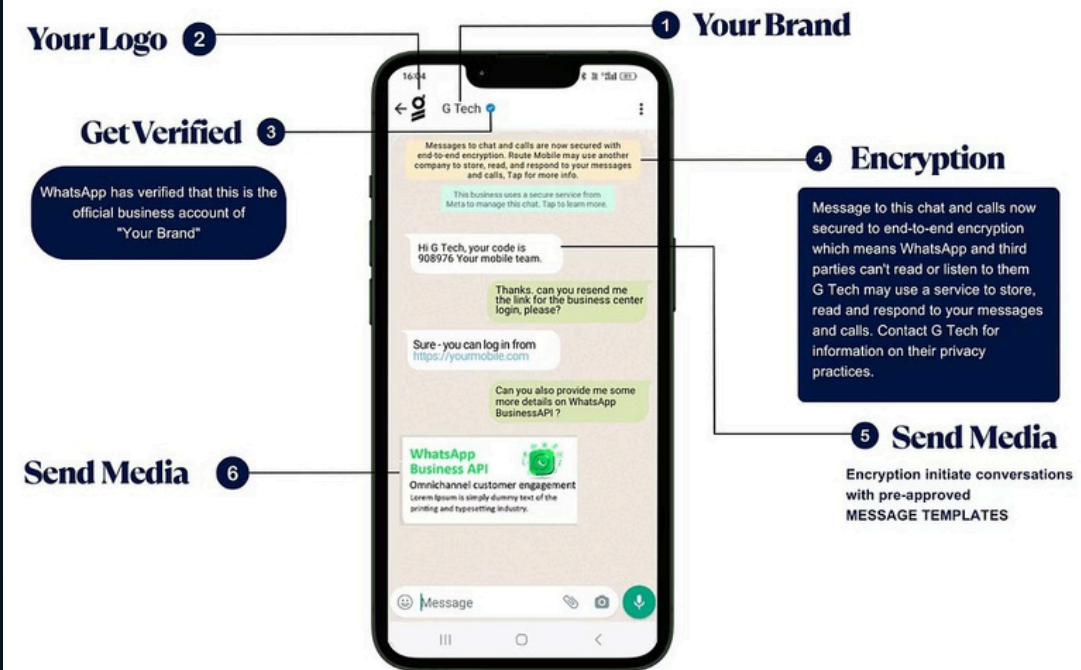 Your Logo 2
1 Your Brand
16:04
G Tech
Get Verified 3
WhatsApp has verified that this is the
official business account of
"Your Brand"
Messages to chat and calls are now secured with
end-to-end encryption. Route Mobile may use another
company to store, read, and respond to your messages
and calls, Tap for more info.
This business uses a secure service from
Meta to manage this chat. Tap to learn more.
4 Encryption
Message to this chat and calls now
secured to end-to-end encryption
which means WhatsApp and third
parties can't read or listen to them
G Tech may use a service to store,
read and respond to your messages
and calls. Contact G Tech for
information on their privacy
practices.
Hi G Tech, your code is
908976 Your mobile team.
Thanks. can you resend me
the link for the business center
login, please?
Sure - you can log in from
https://yourmobile.com
Can you also provide me some
more details on WhatsApp
BusinessAPI ?
5 Send Media
Encryption initiate conversations
with pre-approved
MESSAGE TEMPLATES
Send Media 6
WhatsApp
Business API
Omnichannel customer engagement
Lorem Ipsum is simply dummy text of the
printing and typesetting industry.
Message